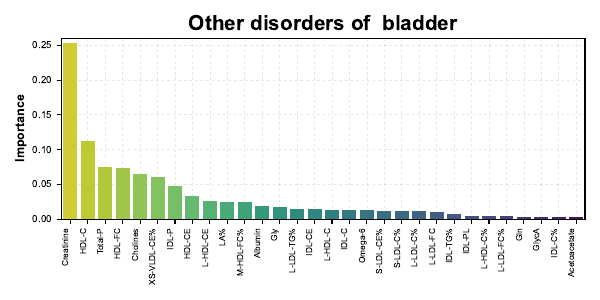 Other disorders of  bladder
Importance
0.25
0.20
0.15
0.10
0.05
0.00
Creatinine
HDL-C
Total-P
HDL-FC
Cholines
XS-VLDL-CE%
IDL-P
HDL-CE
L-HDL-CE
LA%
M-HDL-FC%
Albumin
Gly
L-LDL-TG%
IDL-CE
L-HDL-C
IDL-C
Omega-6
S-LDL-CE%
S-LDL-C%
L-LDL-C%
L-LDL-FC
IDL-TG%
IDL-PL
L-HDL-C%
L-LDL-FC%
Gln
GlycA
IDL-C%
Acetoacetate